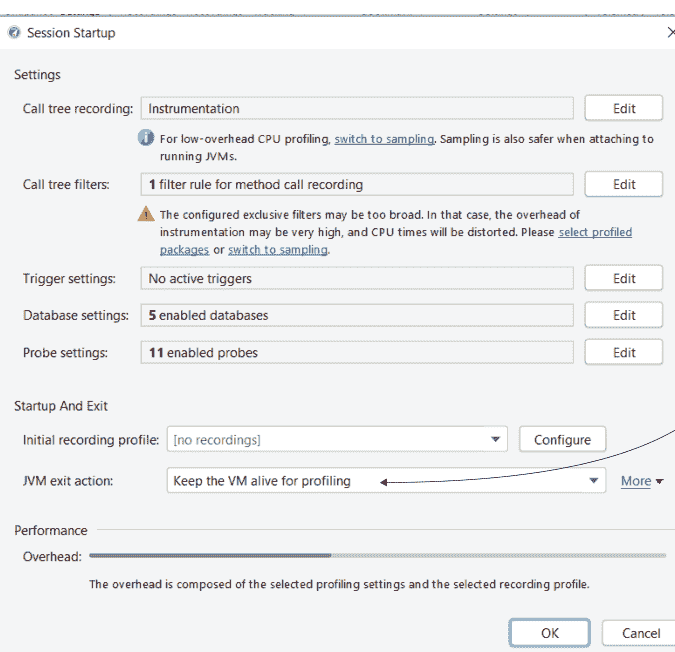 Session Startup
Settings
Call tree recording: Instrumentation Edit
For low-overhead CPU profiling, switch to sampling. Sampling is also safer when attaching to
running JVMs.
Call tree filters: 1 filter rule for method call recording Edit
The configured exclusive filters may be too broad. In that case, the overhead of
instrumentation may be very high, and CPU times will be distorted. Please select profiled
packages or switch to sampling.
Trigger settings: No active triggers Edit
Database settings: 5 enabled databases Edit
Probe settings: 11 enabled probes Edit
Startup And Exit
Initial recording profile: [no recordings] Configure
JVM exit action: Keep the VM alive for profiling More
Performance
Overhead:
The overhead is composed of the selected profiling settings and the selected recording profile.
OK Cancel